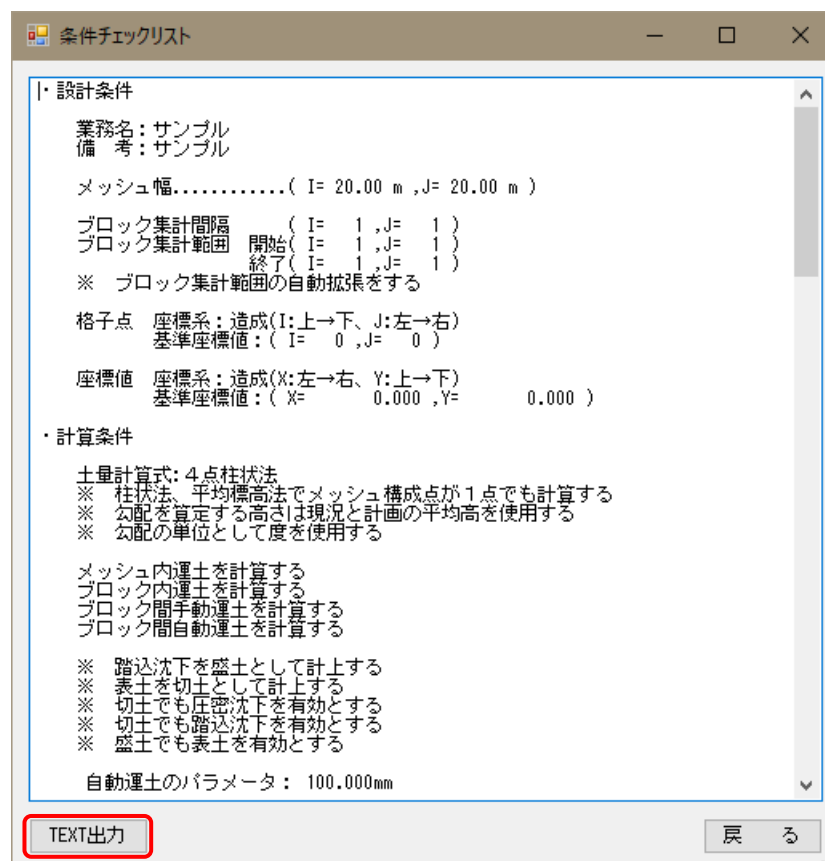 条件チェックリスト
・設計条件
業務名：サンプル
備　考：サンプル
メッシュ幅............( I= 20.00 m ,J= 20.00 m )
ブロック集計間隔　　　( I=   1 ,J=   1 )
ブロック集計範囲　開始( I=   1 ,J=   1 )
終了( I=   1 ,J=   1 )
※　ブロック集計範囲の自動拡張をする
格子点　座標系：造成(I:上→下、J:左→右)
基準座標値：( I=   0 ,J=   0 )
座標値　座標系：造成(X:左→右、Y:上→下)
基準座標値：( X=       0.000 ,Y=       0.000 )
・計算条件
土量計算式:４点柱状法
※　柱状法、平均標高法でメッシュ構成点が１点でも計算する
※　勾配を算定する高さは現況と計画の平均高を使用する
※　勾配の単位として度を使用する
メッシュ内運土を計算する
ブロック内運土を計算する
ブロック間手動運土を計算する
ブロック間自動運土を計算する
※　踏込沈下を盛土として計上する
※　表土を切土として計上する
※　切土でも圧密沈下を有効とする
※　切土でも踏込沈下を有効とする
※　盛土でも表土を有効とする
自動運土のパラメータ： 100.000mm
TEXT出力
戻　る